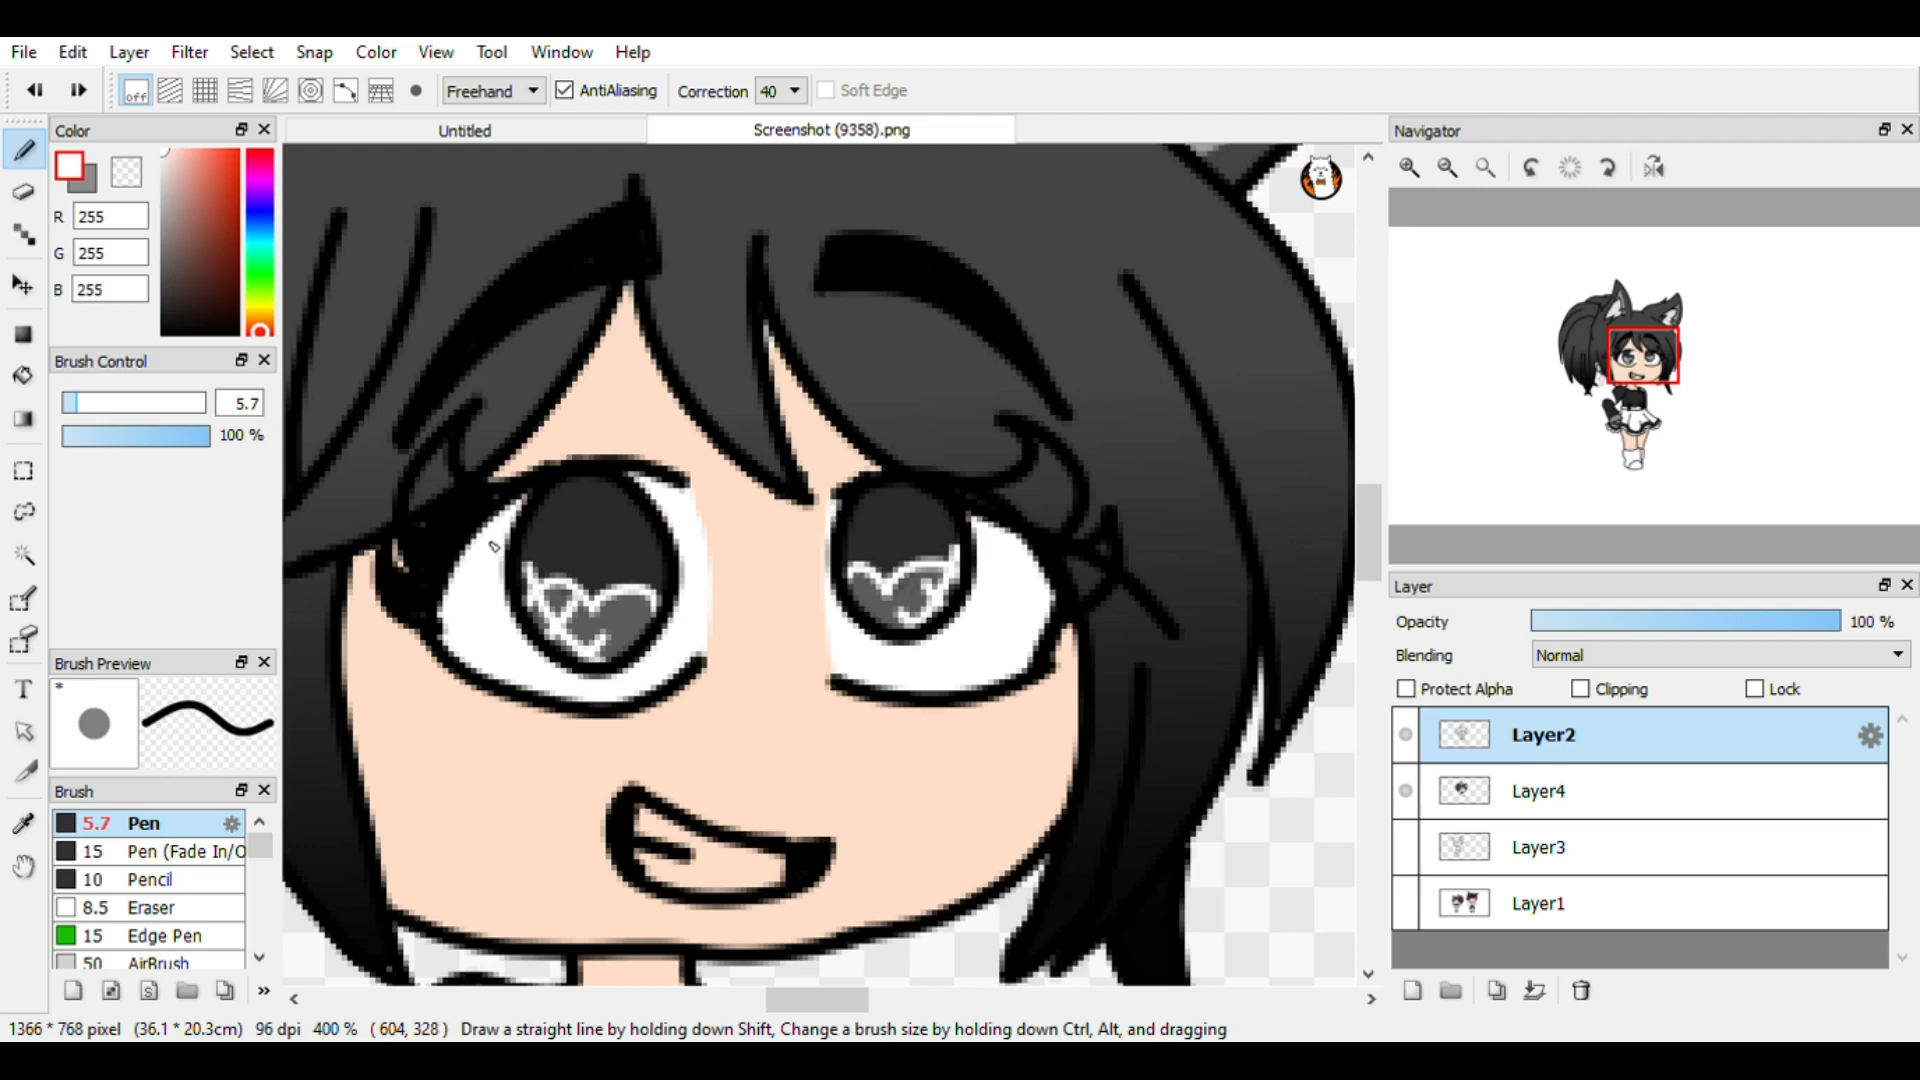 File Edit Layer Filter Select Snap Color View Tool Window Help
off Freehand AntiAliasing Correction 40 Soft Edge
Color
R 255
G 255
B 255
Brush Control
5.7
100 %
Brush Preview
*
Brush
5.7 Pen
15 Pen (Fade In/O
10 Pencil
8.5 Eraser
15 Edge Pen
50 AirBrush
Untitled Screenshot (9358).png
Navigator
Layer
Opacity 100 %
Blending Normal
Protect Alpha Clipping Lock
Layer2
Layer4
Layer3
Layer1
1366 * 768 pixel (36.1 * 20.3cm) 96 dpi 400 % ( 604, 328 ) Draw a straight line by holding down Shift, Change a brush size by holding down Ctrl, Alt, and dragging